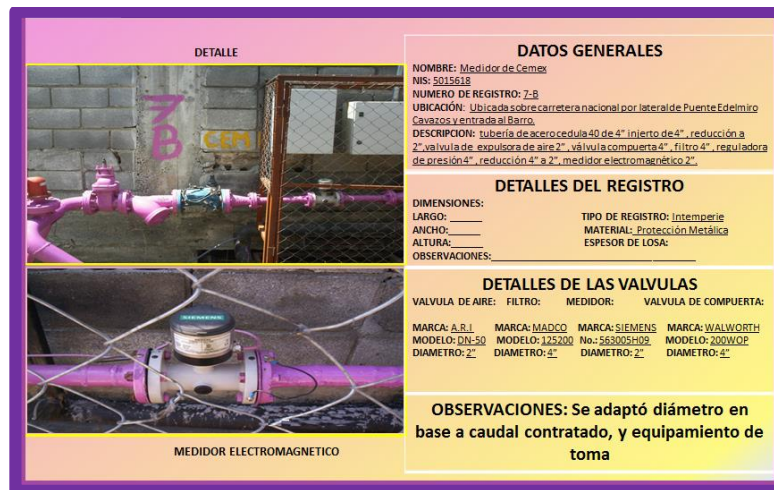 DETALLE
7
B
CEM
SIEMENS
MEDIDOR ELECTROMAGNETICO
DATOS GENERALES
NOMBRE: Medidor de Cemex
NIS: 5015618
NUMERO DE REGISTRO: 7-B
UBICACIÓN: Ubicada sobre carretera nacional por lateral de Puente Edelmiro
Cavazos y entrada al Barro.
DESCRIPCION: tubería de acero cedula 40 de 4" injerto de 4" , reducción a
2",valvula de expulsora de aire 2" , válvula compuerta 4" , filtro 4" , reguladora
de presión 4" , reducción 4" a 2", medidor electromagnético 2".
DETALLES DEL REGISTRO
DIMENSIONES:
LARGO: ______ TIPO DE REGISTRO: Intemperie
ANCHO:______ MATERIAL: Protección Metálica
ALTURA:______ ESPESOR DE LOSA:
OBSERVACIONES:______
DETALLES DE LAS VALVULAS
VALVULA DE AIRE: FILTRO: MEDIDOR: VALVULA DE COMPUERTA:
MARCA: A.R.I MARCA: MADCO MARCA: SIEMENS MARCA: WALWORTH
MODELO: DN-50 MODELO: 125200 No.: 563005H09 MODELO: 200WOP
DIAMETRO: 2" DIAMETRO: 4" DIAMETRO: 2" DIAMETRO: 4"
OBSERVACIONES: Se adaptó diámetro en
base a caudal contratado, y equipamiento de
toma